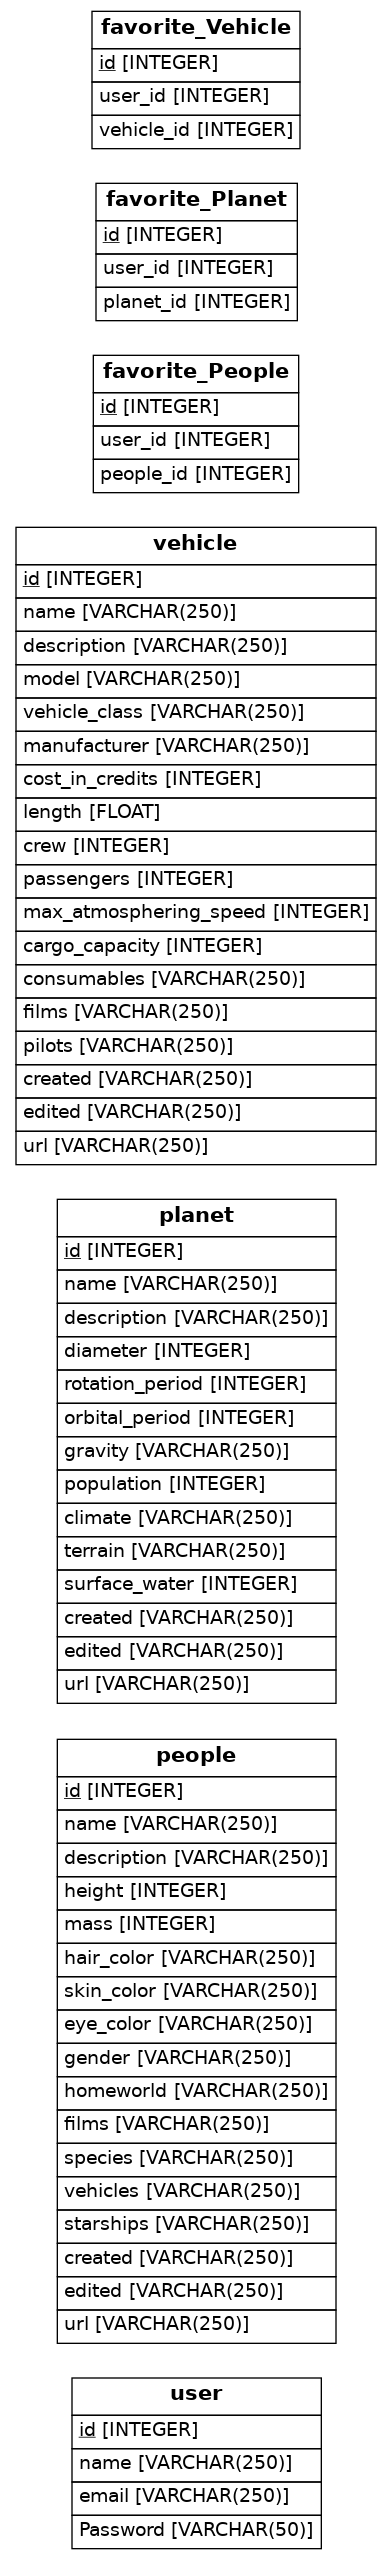 favorite_Vehicle
id [INTEGER]
user_id [INTEGER]
vehicle_id [INTEGER]
favorite_Planet
id [INTEGER]
user_id [INTEGER]
planet_id [INTEGER]
favorite_People
id [INTEGER]
user_id [INTEGER]
people_id [INTEGER]
vehicle
id [INTEGER]
name [VARCHAR(250)]
description [VARCHAR(250)]
model [VARCHAR(250)]
vehicle_class [VARCHAR(250)]
manufacturer [VARCHAR(250)]
cost_in_credits [INTEGER]
length [FLOAT]
crew [INTEGER]
passengers [INTEGER]
max_atmosphering_speed [INTEGER]
cargo_capacity [INTEGER]
consumables [VARCHAR(250)]
films [VARCHAR(250)]
pilots [VARCHAR(250)]
created [VARCHAR(250)]
edited [VARCHAR(250)]
url [VARCHAR(250)]
planet
id [INTEGER]
name [VARCHAR(250)]
description [VARCHAR(250)]
diameter [INTEGER]
rotation_period [INTEGER]
orbital_period [INTEGER]
gravity [VARCHAR(250)]
population [INTEGER]
climate [VARCHAR(250)]
terrain [VARCHAR(250)]
surface_water [INTEGER]
created [VARCHAR(250)]
edited [VARCHAR(250)]
url [VARCHAR(250)]
people
id [INTEGER]
name [VARCHAR(250)]
description [VARCHAR(250)]
height [INTEGER]
mass [INTEGER]
hair_color [VARCHAR(250)]
skin_color [VARCHAR(250)]
eye_color [VARCHAR(250)]
gender [VARCHAR(250)]
homeworld [VARCHAR(250)]
films [VARCHAR(250)]
species [VARCHAR(250)]
vehicles [VARCHAR(250)]
starships [VARCHAR(250)]
created [VARCHAR(250)]
edited [VARCHAR(250)]
url [VARCHAR(250)]
user
id [INTEGER]
name [VARCHAR(250)]
email [VARCHAR(250)]
Password [VARCHAR(50)]